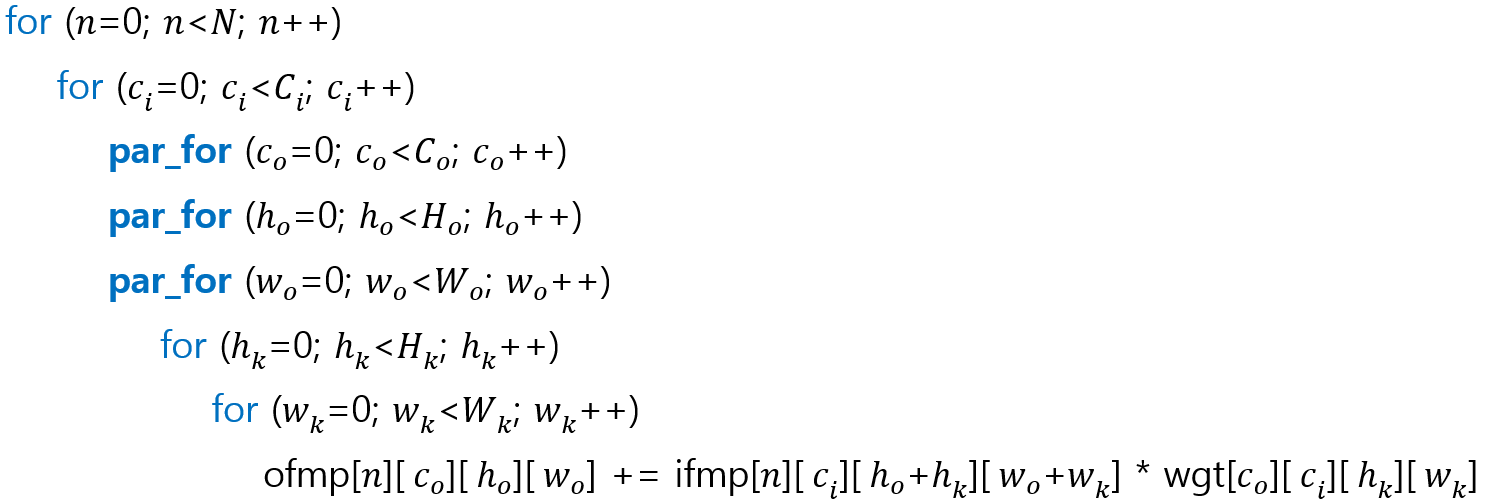 for (n=0; n<N; n++)
for (c_i=0; c_i<C_i; c_i++)
par_for (c_o=0; c_o<C_o; c_o++)
par_for (h_o=0; h_o<H_o; h_o++)
par_for (w_o=0; w_o<W_o; w_o++)
for (h_k=0; h_k<H_k; h_k++)
for (w_k=0; w_k<W_k; w_k++)
ofmp[n][c_o][h_o][w_o] += ifmp[n][c_i][h_o+h_k][w_o+w_k] * wgt[c_o][c_i][h_k][w_k]